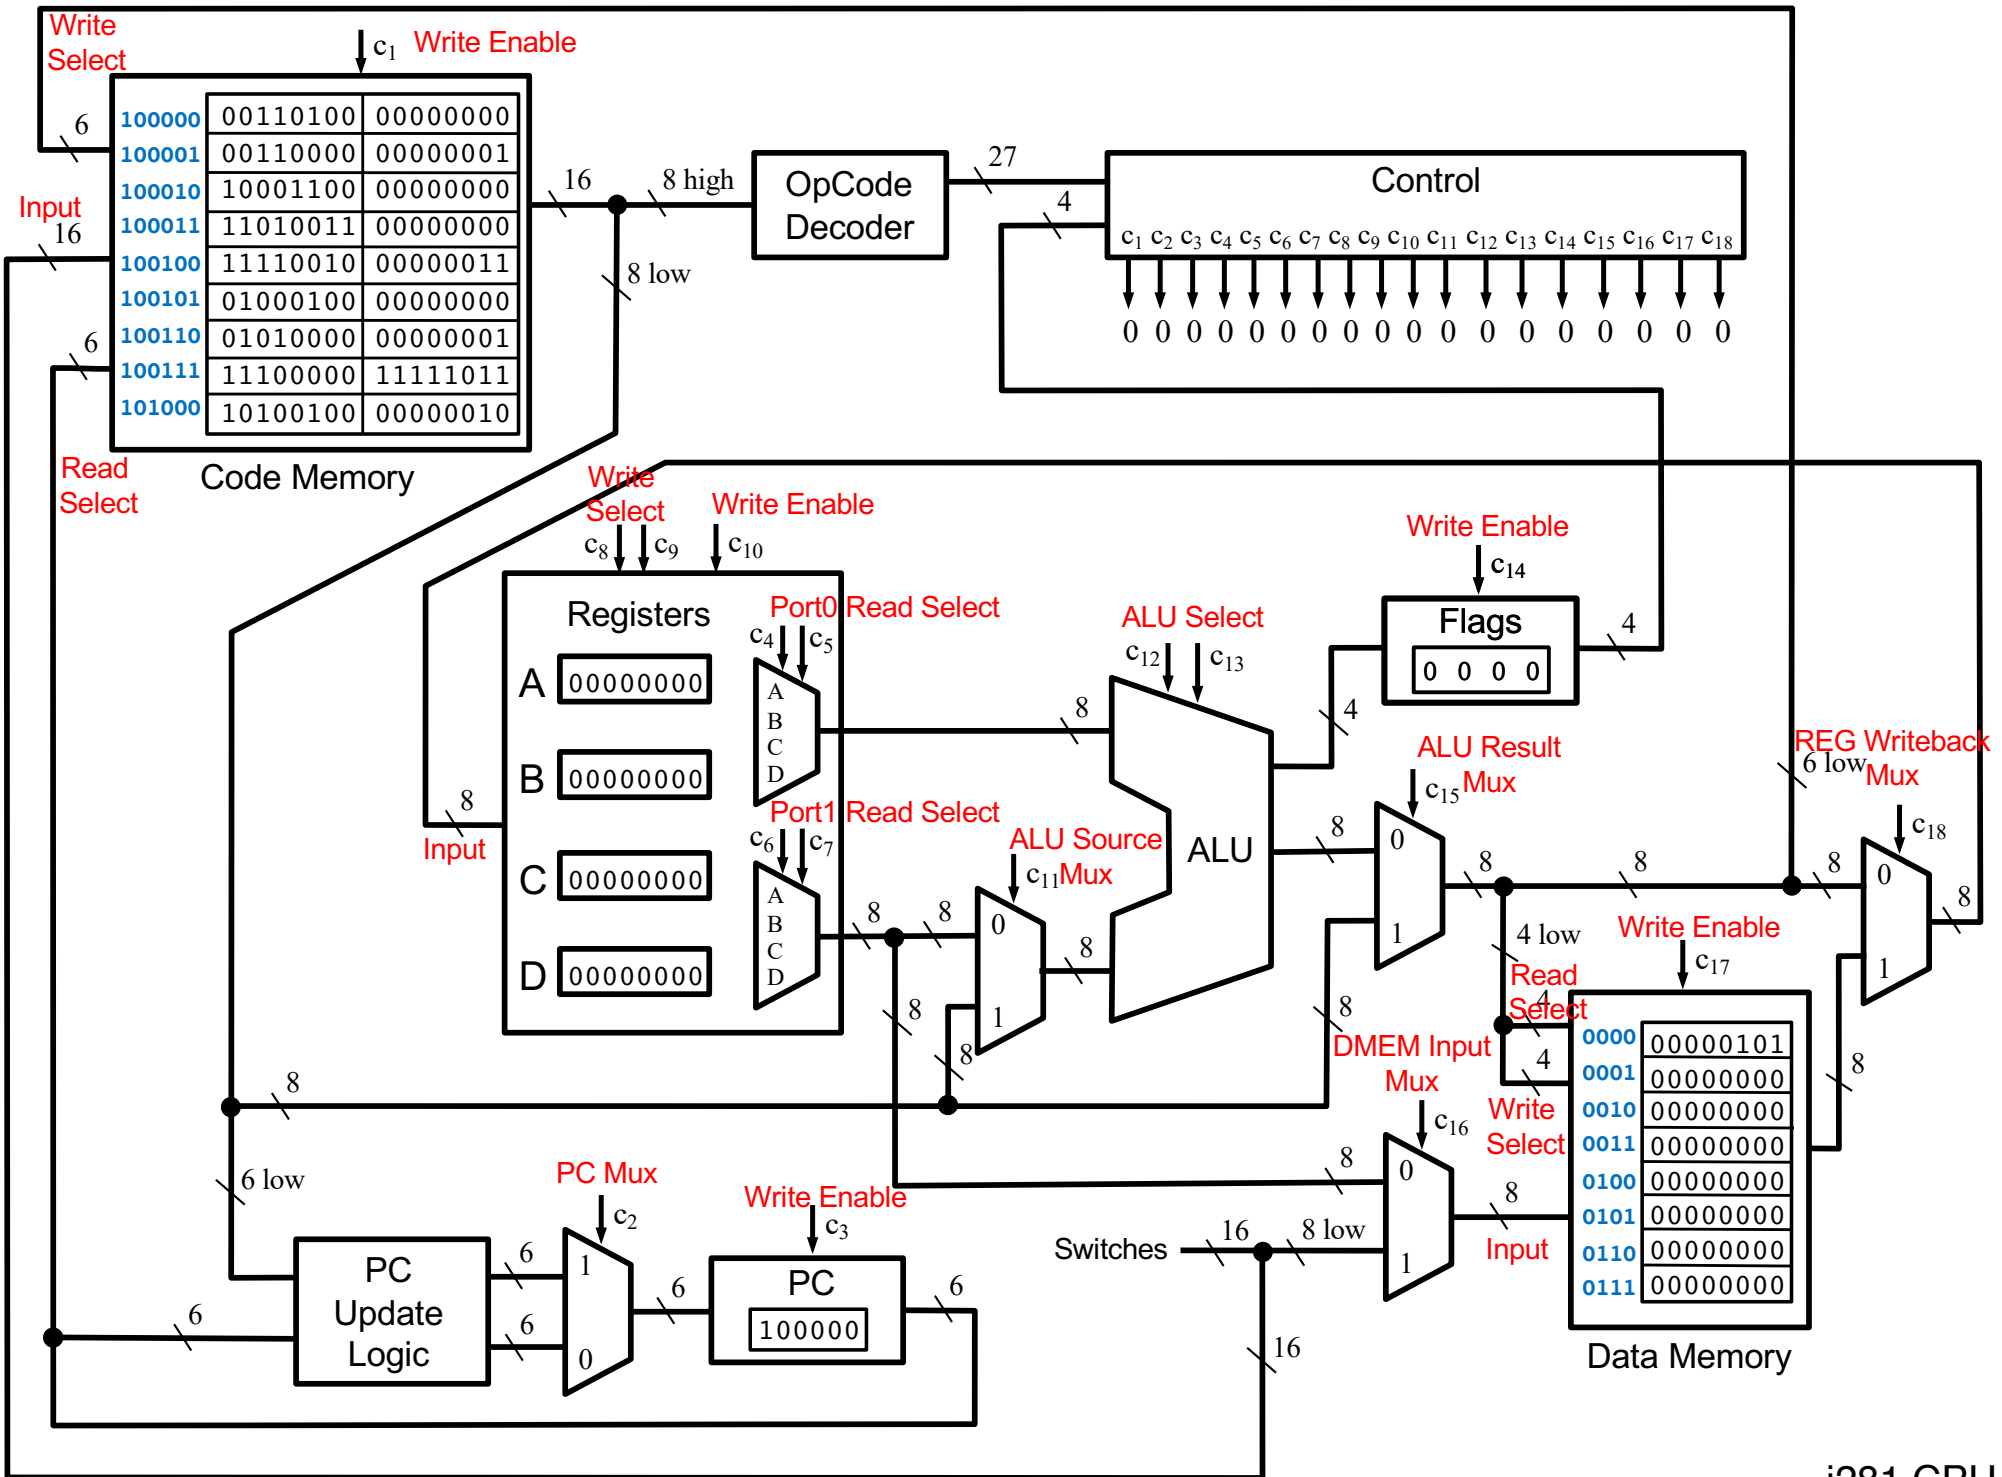 Write
Select
c1 Write Enable
6
Input
16
6
Read
Select
100000 00110100 00000000
100001 00110000 00000001
100010 10001100 00000000
100011 11010011 00000000
100100 11110010 00000011
100101 01000100 00000000
100110 01010000 00000001
100111 11100000 11111011
101000 10100100 00000010
Code Memory
16
8 high
8 low
OpCode
Decoder
27
4
Control
c1 c2 c3 c4 c5 c6 c7 c8 c9 c10 c11 c12 c13 c14 c15 c16 c17 c18
0 0 0 0 0 0 0 0 0 0 0 0 0 0 0 0 0 0
Write
Select
c8 c9
Write Enable
c10
Registers
A 00000000
B 00000000
C 00000000
D 00000000
8
Input
Port0 Read Select
c4 c5
A
B
C
D
8
Port1 Read Select
c6 c7
A
B
C
D
8
8
8
ALU Source
Mux
c11
0
1
8
8
ALU Select
c12 c13
ALU
4
8
Write Enable
c14
Flags
0 0 0 0
4
ALU Result
Mux
c15
0
1
8
8
8
6 low
8
REG Writeback
Mux
c18
0
1
8
4 low
Read
Select
4
4
Write
Select
Write Enable
c17
0000 00000101
0001 00000000
0010 00000000
0011 00000000
0100 00000000
0101 00000000
0110 00000000
0111 00000000
Data Memory
8
DMEM Input
Mux
c16
0
1
8
8
Input
Switches
16
8 low
16
8
6 low
PC
Update
Logic
6
6
6
PC Mux
c2
1
0
6
Write Enable
c3
PC
100000
6
i281 CPU